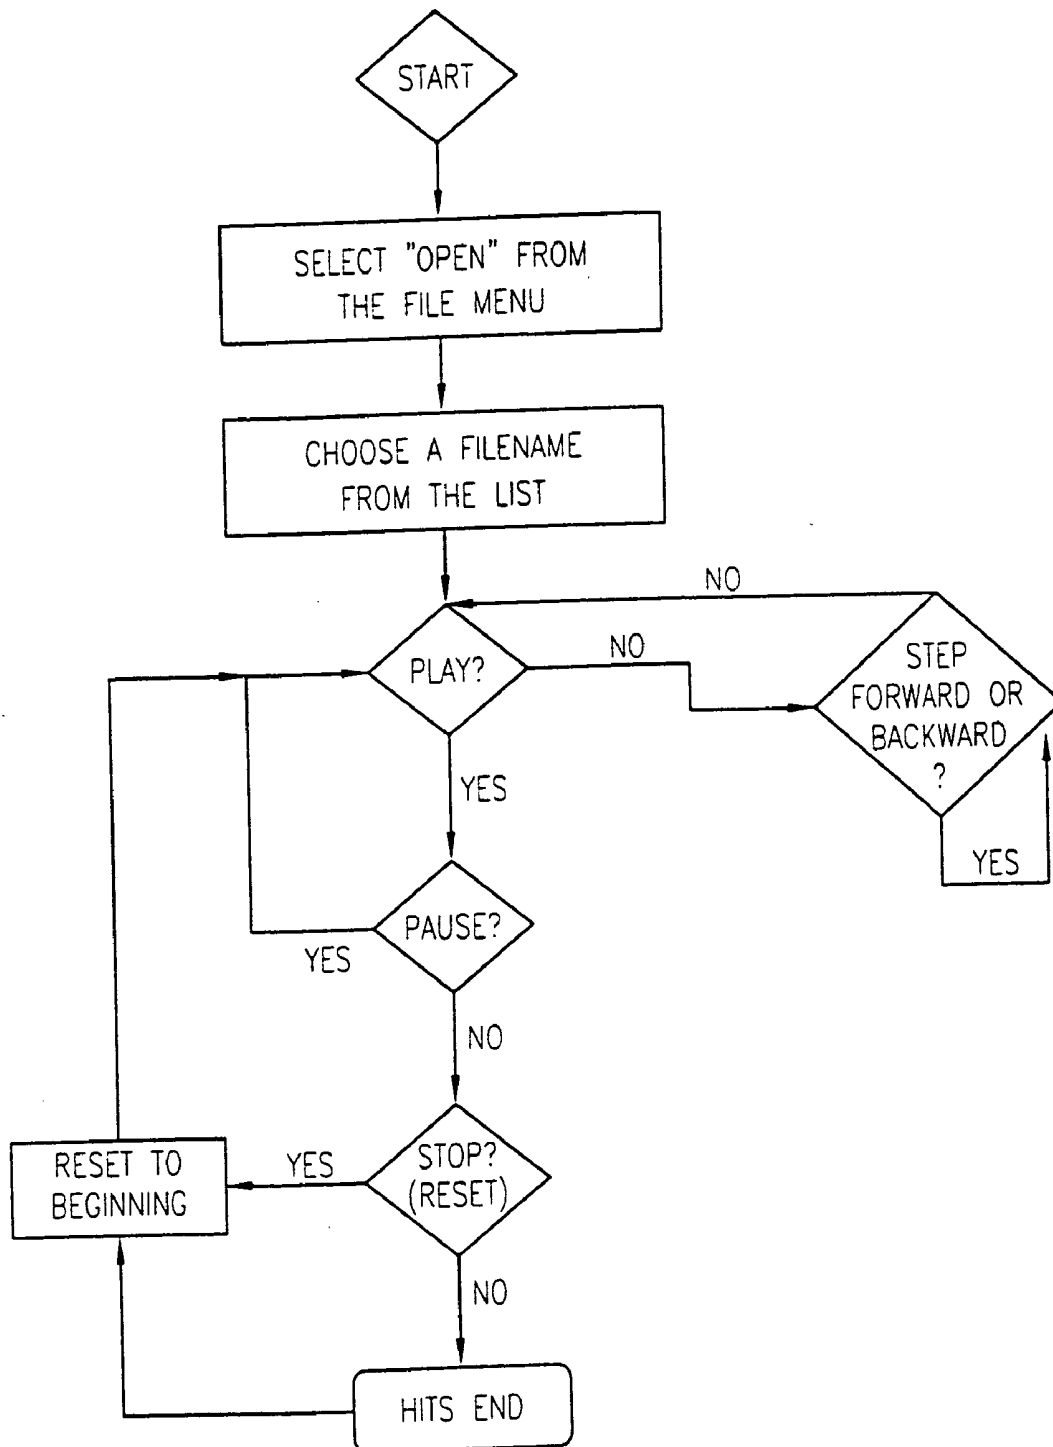 START
SELECT "OPEN" FROM
THE FILE MENU
CHOOSE A FILENAME
FROM THE LIST
NO
PLAY?
NO
STEP
FORWARD OR
BACKWARD
?
YES
YES
PAUSE?
YES
NO
RESET TO
BEGINNING
YES
STOP?
(RESET)
NO
HITS END